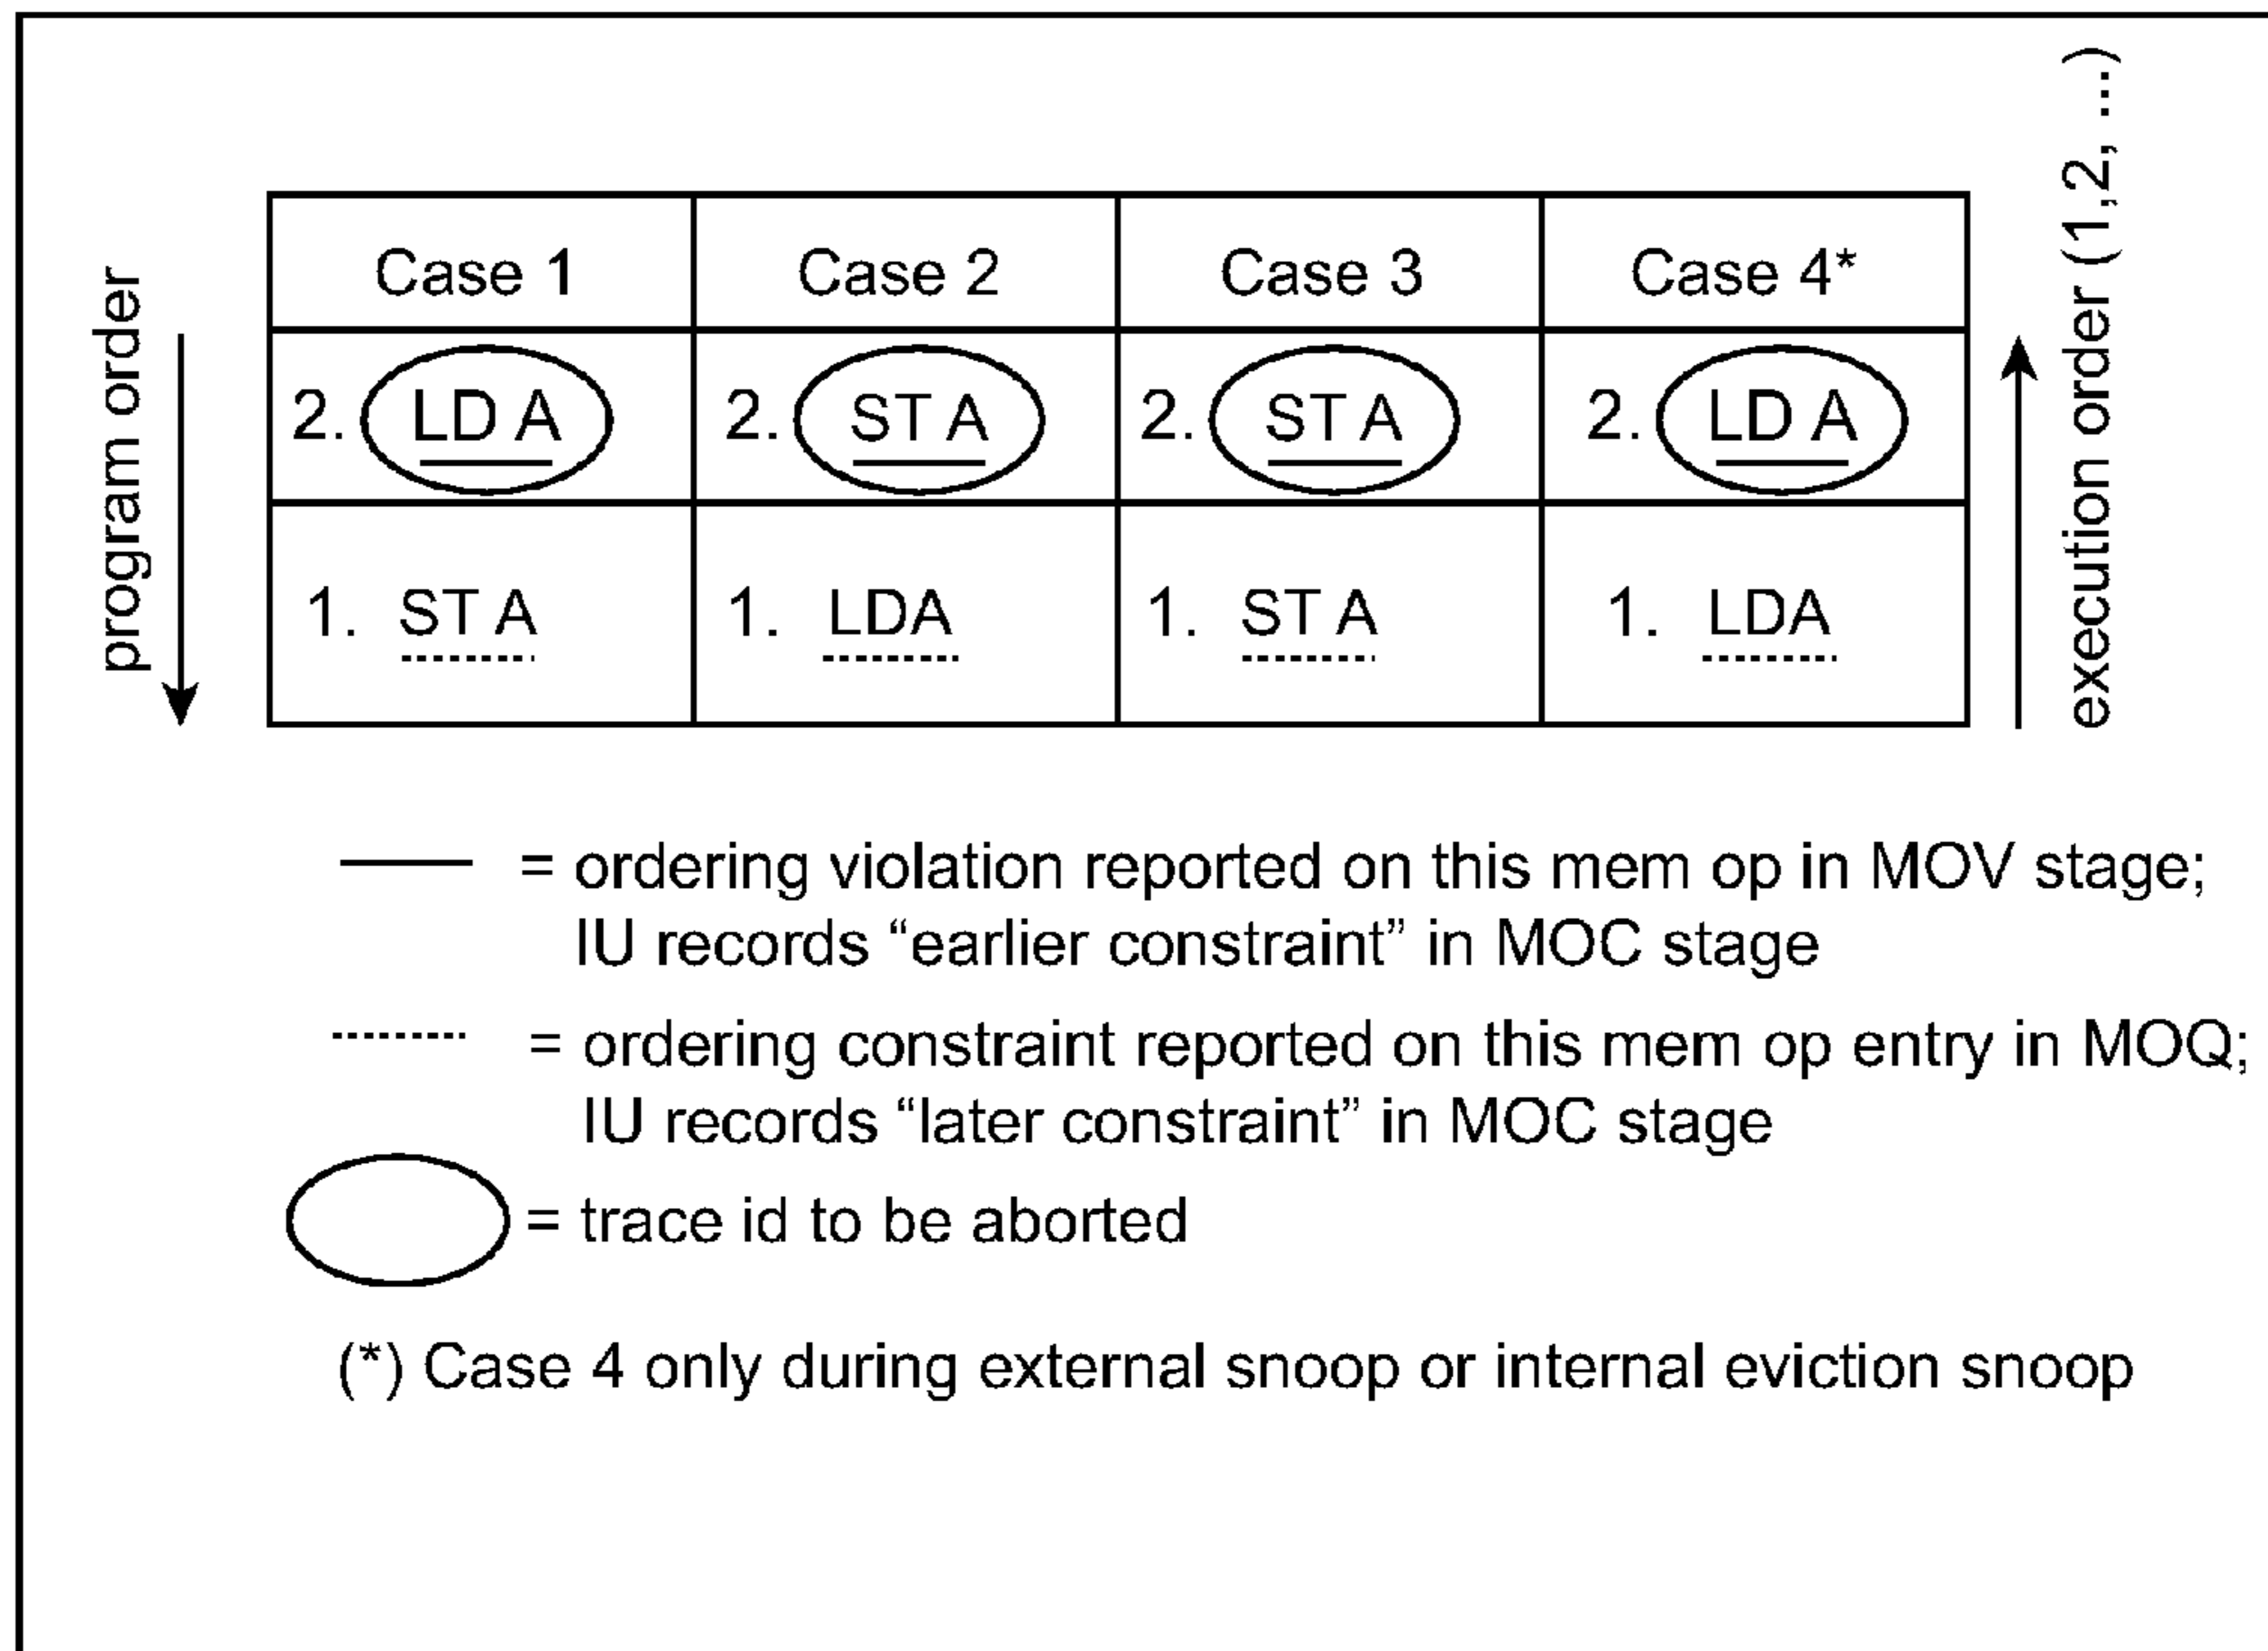 program order
execution order (1,2, ...)
Case 1 Case 2 Case 3 Case 4*
2. LD A 2. ST A 2. ST A 2. LD A
1. ST A 1. LDA 1. ST A 1. LDA
= ordering violation reported on this mem op in MOV stage;
IU records “earlier constraint” in MOC stage
= ordering constraint reported on this mem op entry in MOQ;
IU records “later constraint” in MOC stage
= trace id to be aborted
(*) Case 4 only during external snoop or internal eviction snoop